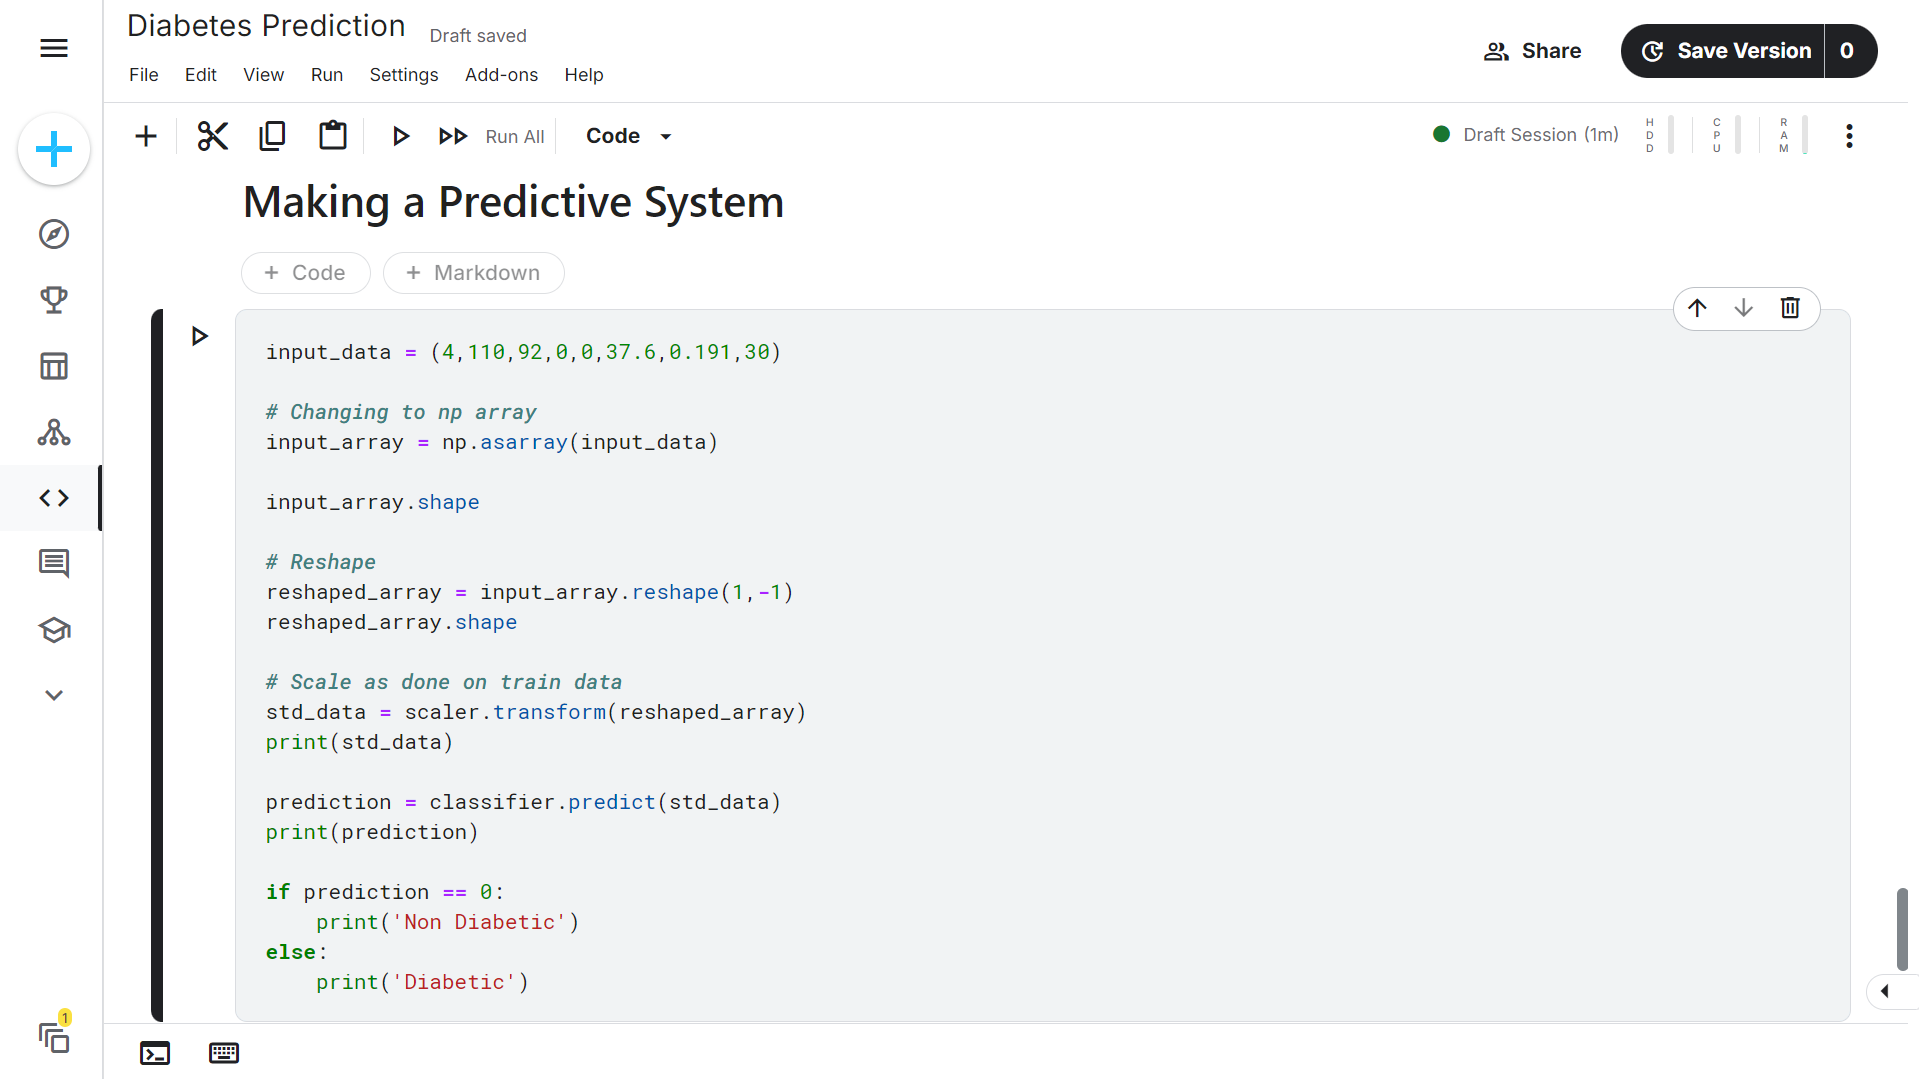 Diabetes Prediction
Draft saved
File Edit View Run Settings Add-ons Help
Share
Save Version 0
Run All
Code
Draft Session (1m)
HDD
CPU
RAM
Making a Predictive System
+ Code
+ Markdown
input_data = (4,110,92,0,0,37.6,0.191,30)
# Changing to np array
input_array = np.asarray(input_data)
input_array.shape
# Reshape
reshaped_array = input_array.reshape(1,-1)
reshaped_array.shape
# Scale as done on train data
std_data = scaler.transform(reshaped_array)
print(std_data)
prediction = classifier.predict(std_data)
print(prediction)
if prediction == 0:
    print('Non Diabetic')
else:
    print('Diabetic')
1